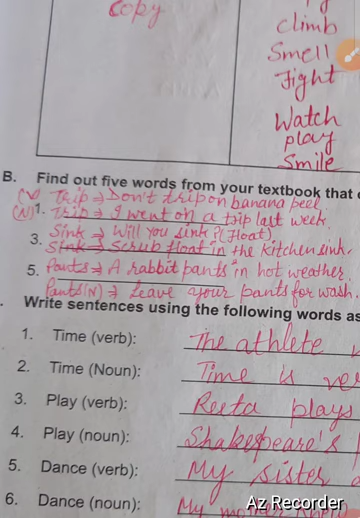 copy
climb
Smell
Fight
Watch
play
Smile
B. Find out five words from your textbook that
(V) Trip → Don't trip on banana peel
(N) 1. Trip → I went on a trip last week.
3. Sink → Will you sink? (Float)
Sink → Scrub float in the kitchen sink.
5. Pants → A rabbit pants in hot weather.
Pants (N) → Leave your pants for wash.
. Write sentences using the following words as
1. Time (verb): The athlete
2. Time (Noun): Time is
3. Play (verb): Reeta plays
4. Play (noun): Shakespeare's
5. Dance (verb): My sister
6. Dance (noun): My
Az Recorder